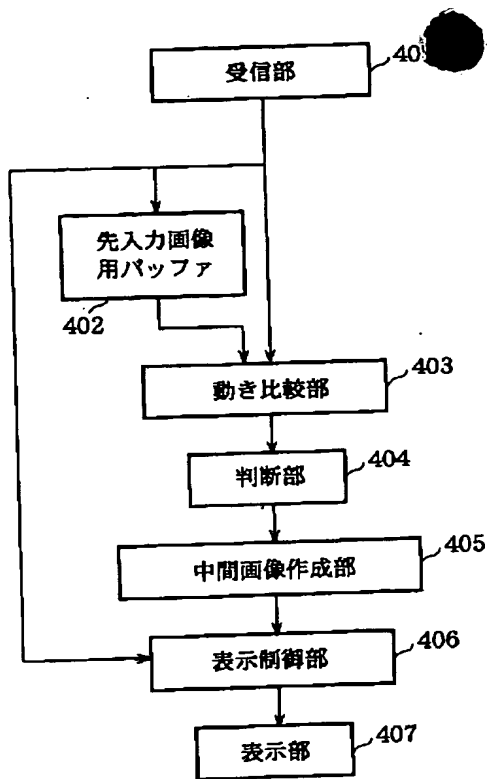 受信部
40
先入力画像
用バッファ
402
動き比較部
403
判断部
404
中間画像作成部
405
表示制御部
406
表示部
407